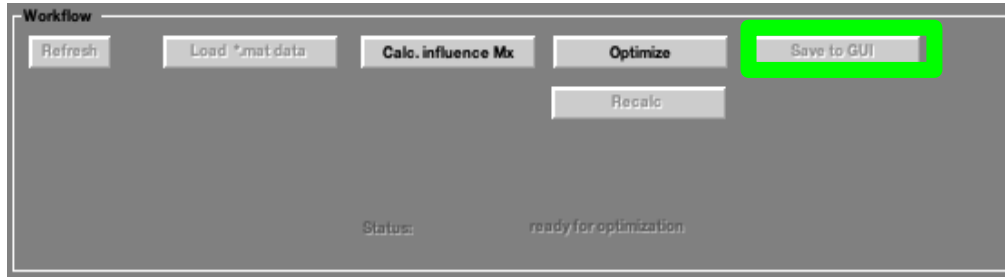 Workflow
Refresh Load *.mat data Calc. influence Mx Optimize Save to GUI
Recalc
Status: ready for optimization